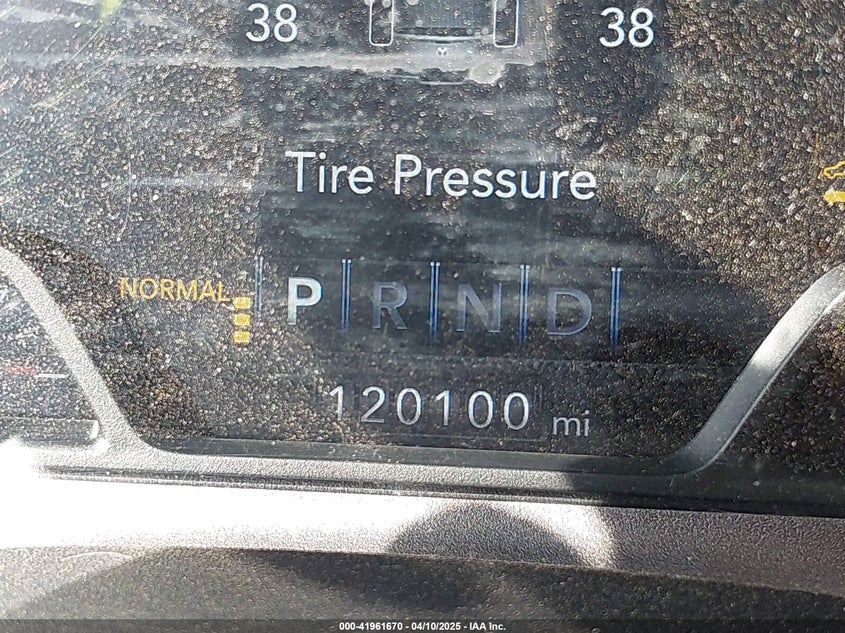 38 38
Tire Pressure
NORMAL P R N D
120100 mi
000-41961670 04/10/2025 - IAA Inc.